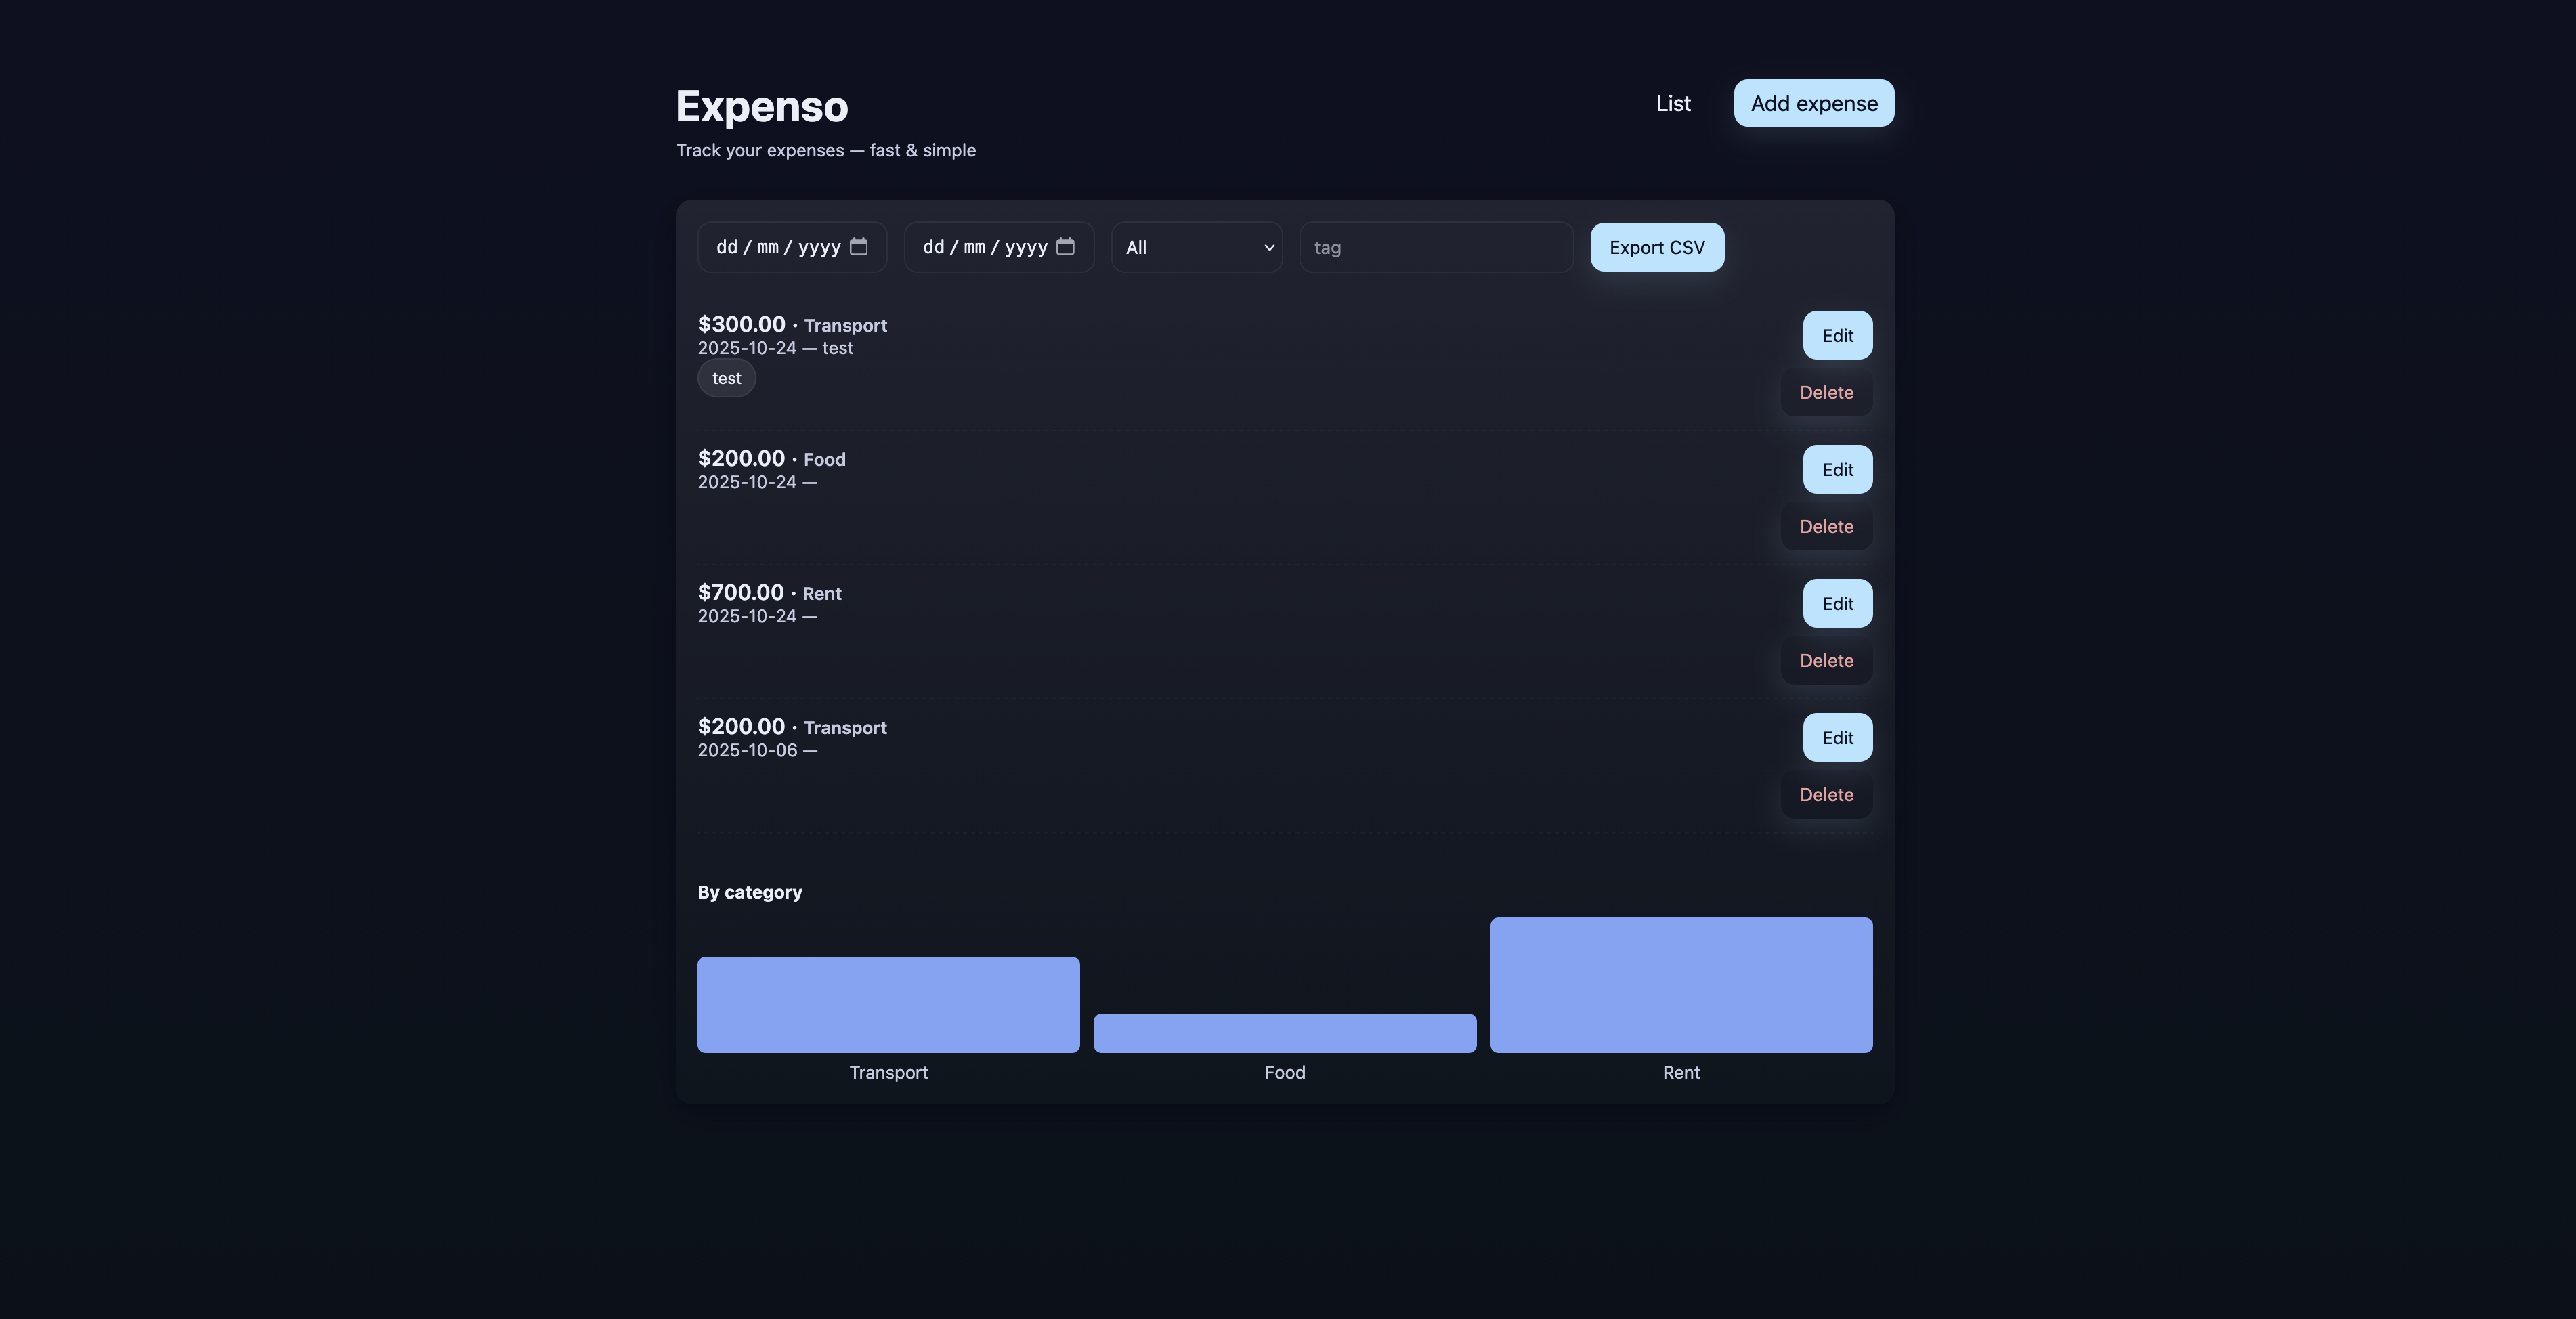 Expenso
List
Add expense
Track your expenses — fast & simple
dd / mm / yyyy
dd / mm / yyyy
All
tag
Export CSV
$300.00 · Transport
2025-10-24 — test
test
Edit
Delete
$200.00 · Food
2025-10-24 —
Edit
Delete
$700.00 · Rent
2025-10-24 —
Edit
Delete
$200.00 · Transport
2025-10-06 —
Edit
Delete
By category
Transport
Food
Rent